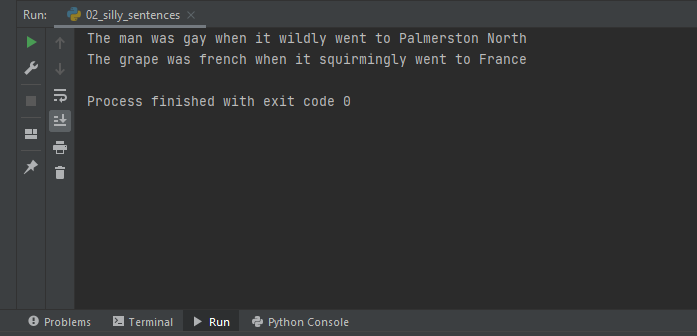 Run:
02_silly_sentences
The man was gay when it wildly went to Palmerston North
The grape was french when it squirmingly went to France
Process finished with exit code 0
Problems
Terminal
Run
Python Console